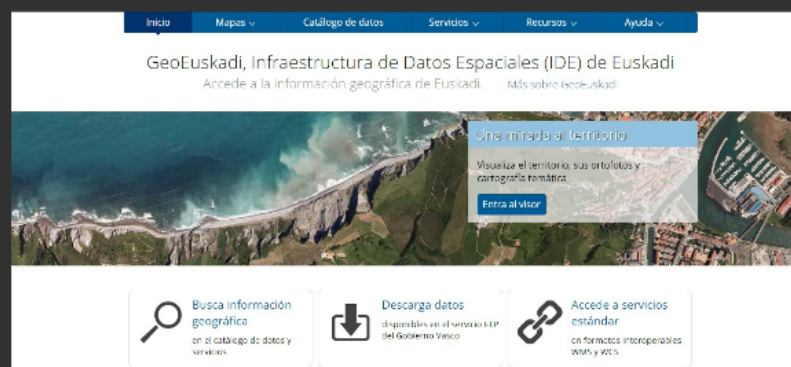 Inicio
Mapas
Catálogo de datos
Servicios
Recursos
Ayuda
GeoEuskadi, Infraestructura de Datos Espaciales (IDE) de Euskadi
Accede a la información geográfica de Euskadi. Más sobre GeoEuskadi
Una mirada al territorio
Visualiza el territorio, sus ortofotos y
cartografía temática
Entra al visor
Busca información
geográfica
en el catálogo de datos y
servicios
Descarga datos
disponibles en el servicio FTP
del Gobierno Vasco
Accede a servicios
estándar
en formatos interoperables
WMS y WCS